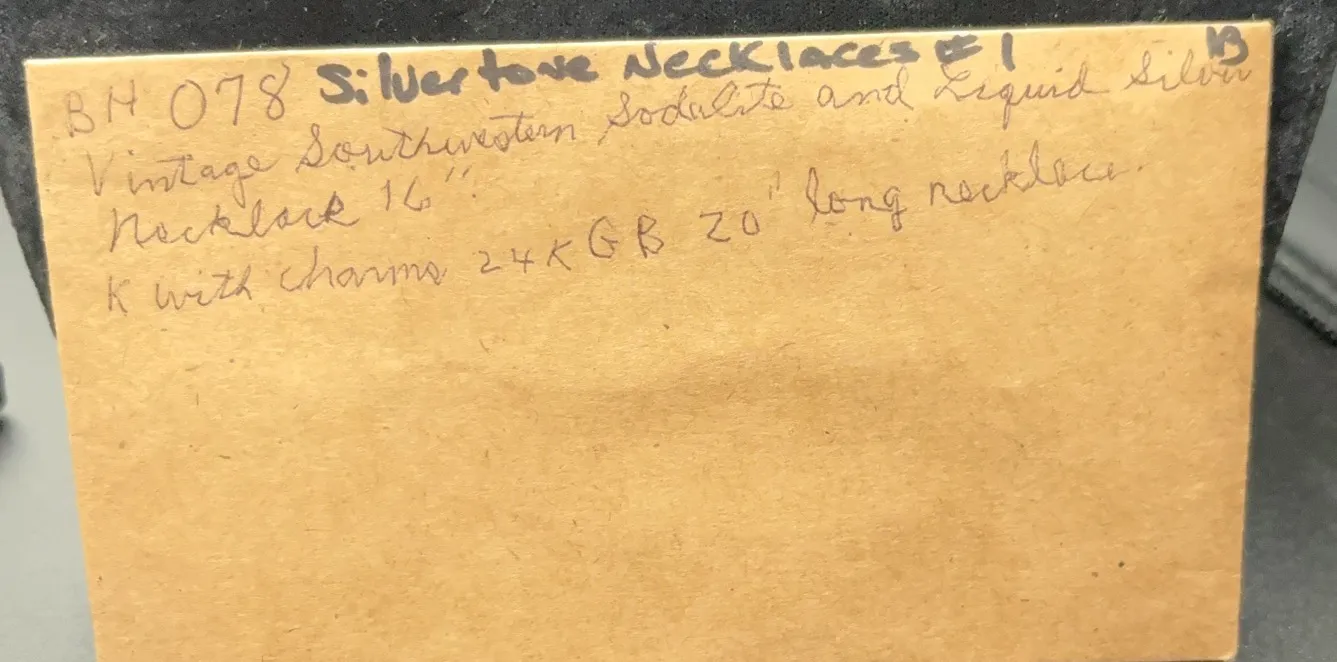 Silvertone Necklaces #1 13
BH 078
Vintage Southwestern Sodalite and Liquid Silver
Necklack 16".
K with charms 24K GB 20" long necklace.